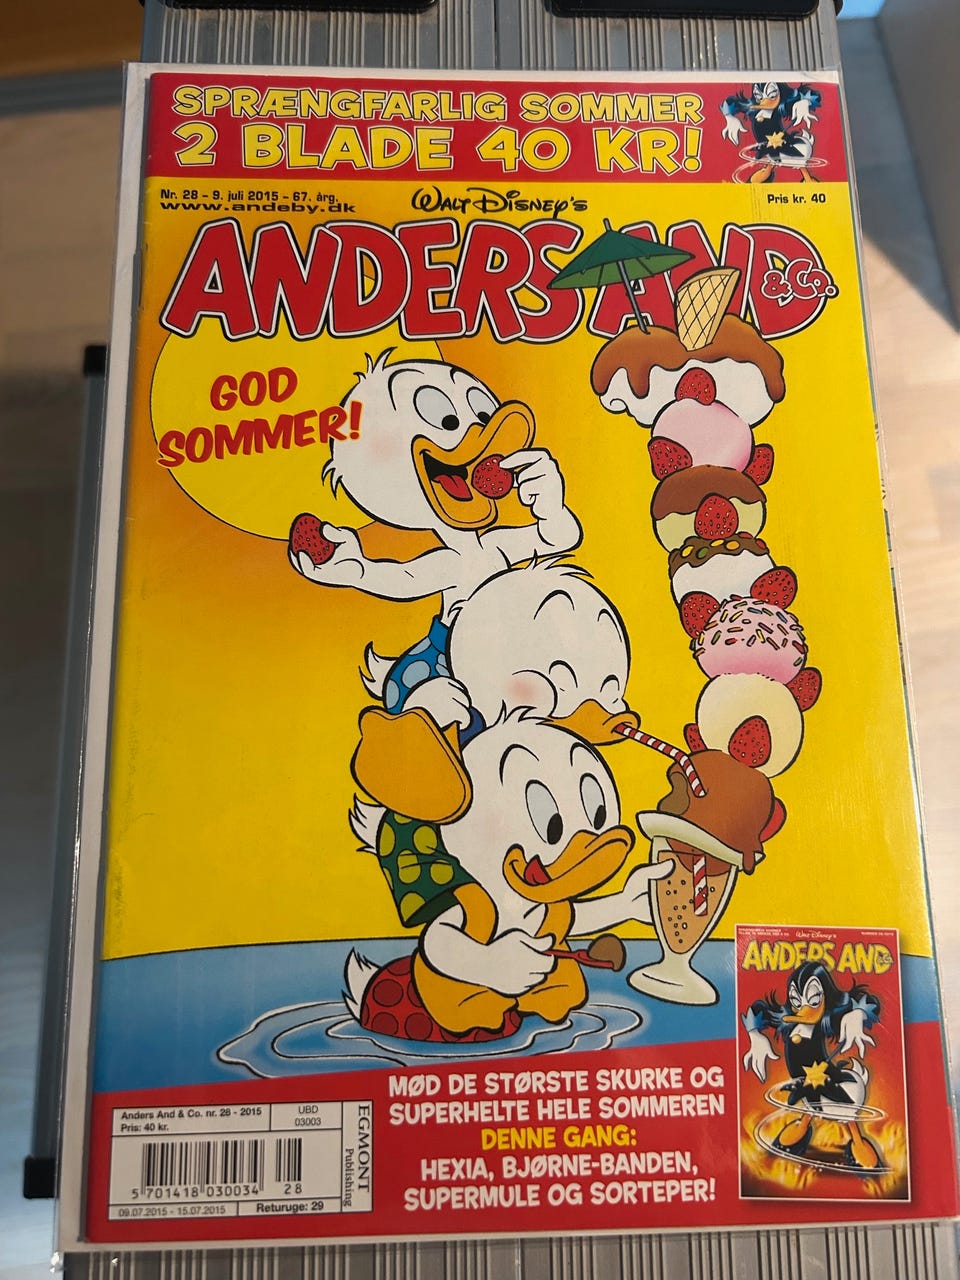 SPRÆNGFARLIG SOMMER
2 BLADE 40 KR!
Nr. 28 - 9. juli 2015 - 67. årg.
www.andeby.dk
WALT DISNEY'S
Pris kr. 40
ANDERS AND & Co.
GOD
SOMMER!
WALT DISNEY'S
ANDERS AND & Co.
MØD DE STØRSTE SKURKE OG
SUPERHELTE HELE SOMMEREN
DENNE GANG:
HEXIA, BJØRNE-BANDEN,
SUPERMULE OG SORTEPER!
Anders And & Co. nr. 28 - 2015
Pris: 40 kr.
UBD
03003
EGMONT
Publishing
5 701418 030034 28
09.07.2015 - 15.07.2015
Returuge: 29